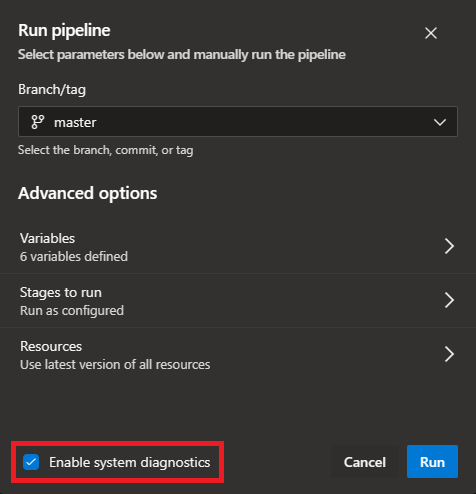 Run pipeline
Select parameters below and manually run the pipeline
Branch/tag
master
Select the branch, commit, or tag
Advanced options
Variables
6 variables defined
Stages to run
Run as configured
Resources
Use latest version of all resources
Enable system diagnostics
Cancel
Run